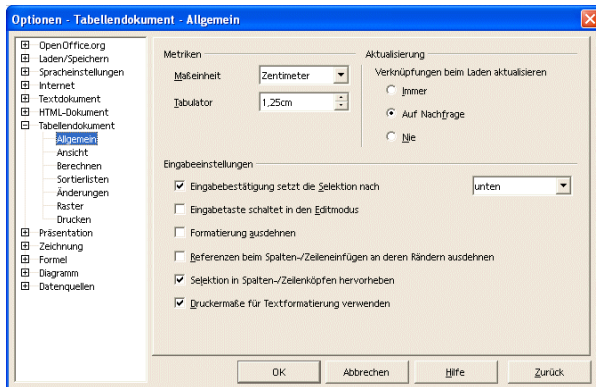 Optionen - Tabellendokument - Allgemein
OpenOffice.org
Laden/Speichern
Spracheinstellungen
Internet
Textdokument
HTML-Dokument
Tabellendokument
Allgemein
Ansicht
Berechnen
Sortierlisten
Änderungen
Raster
Drucken
Präsentation
Zeichnung
Formel
Diagramm
Datenquellen
Metriken
Maßeinheit Zentimeter
Tabulator 1,25cm
Aktualisierung
Verknüpfungen beim Laden aktualisieren
Immer
Auf Nachfrage
Nie
Eingabeeinstellungen
Eingabebestätigung setzt die Selektion nach unten
Eingabetaste schaltet in den Editmodus
Formatierung ausdehnen
Referenzen beim Spalten-/Zeileneinfügen an deren Rändern ausdehnen
Selektion in Spalten-/Zeilenköpfen hervorheben
Druckermaße für Textformatierung verwenden
OK Abbrechen Hilfe Zurück